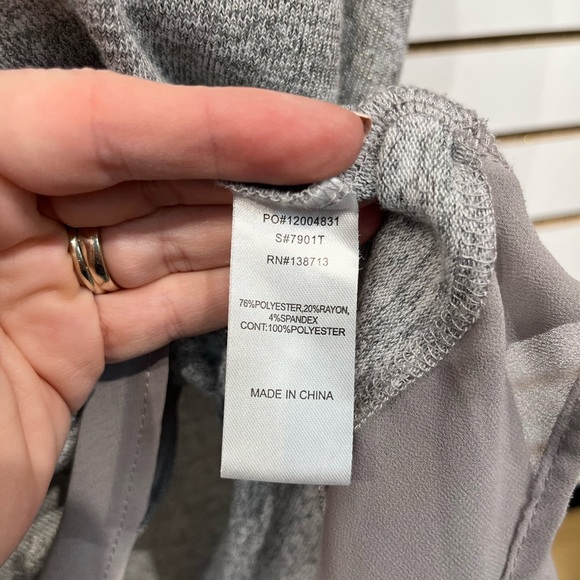 PO#12004831
S#7901T
RN#138713
76%POLYESTER,20%RAYON,
4%SPANDEX
CONT:100%POLYESTER
MADE IN CHINA